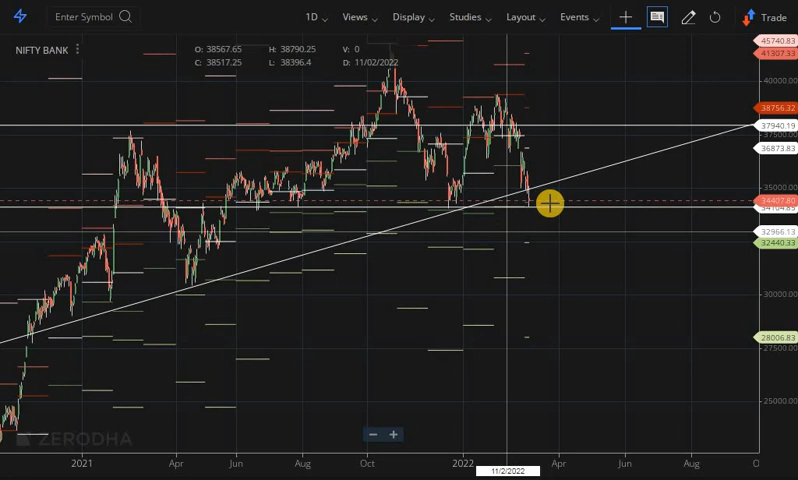 Enter Symbol 1D Views Display Studies Layout Events Trade
NIFTY BANK
O: 38567.65 H: 38790.25 V: 0
C: 38517.25 L: 38396.4 D: 11/02/2022
45740.83
41307.33
40000.00
38756.32
37940.19
37500.00
36873.83
35000.00
34407.80
34104.85
32966.13
32440.33
30000.00
28006.83
27500.00
25000.00
ZERODHA
2021 Apr Jun Aug Oct 2022 Apr Jun Aug O
11/2/2022